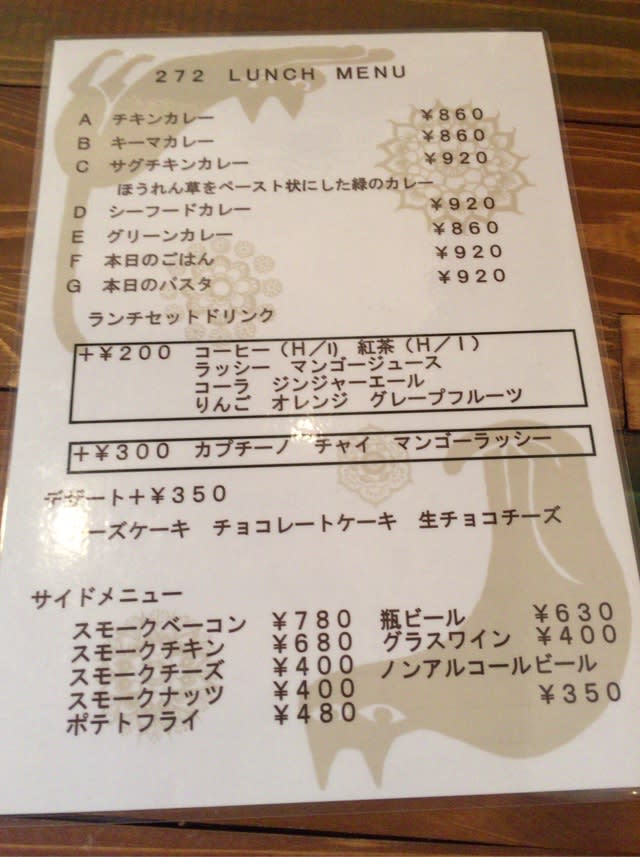 272 LUNCH MENU
A チキンカレー ¥860
B キーマカレー ¥860
C サグチキンカレー ¥920
ほうれん草をペースト状にした緑のカレー
D シーフードカレー ¥920
E グリーンカレー ¥860
F 本日のごはん ¥920
G 本日のパスタ ¥920
ランチセットドリンク
+¥200 コーヒー(H/I) 紅茶(H/I)
ラッシー マンゴージュース
コーラ ジンジャーエール
りんご オレンジ グレープフルーツ
+¥300 カプチーノ チャイ マンゴーラッシー
デザート+¥350
ーズケーキ チョコレートケーキ 生チョコチーズ
サイドメニュー
スモークベーコン ¥780
スモークチキン ¥680
スモークチーズ ¥400
スモークナッツ ¥400
ポテトフライ ¥480
瓶ビール ¥630
グラスワイン ¥400
ノンアルコールビール
¥350